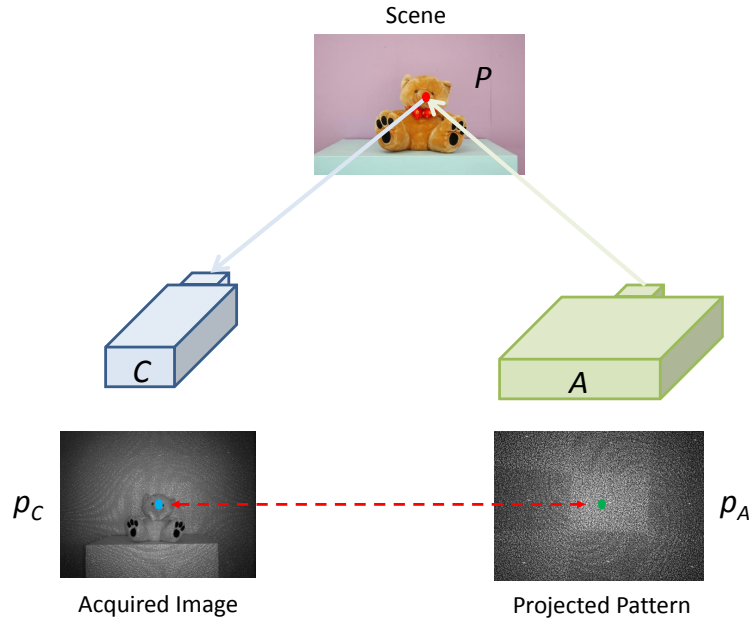 Scene
P
C
A
p_C
p_A
Acquired Image
Projected Pattern